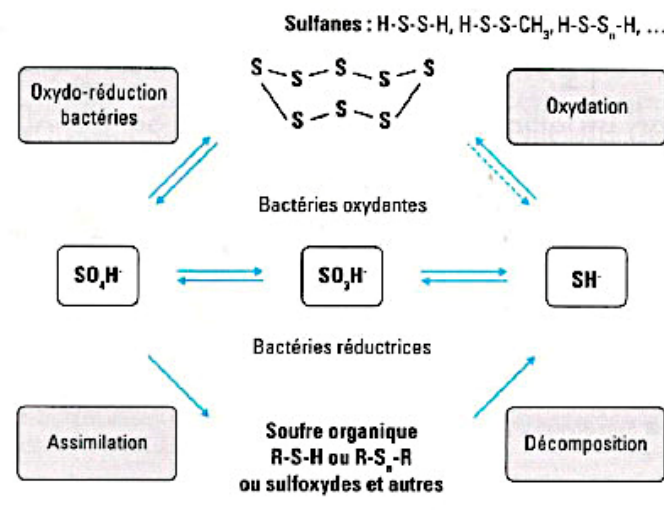 Sulfanes : H-S-S-H, H-S-S-CH₃, H-S-Sₙ-H, ...
Oxydo-réduction
bactéries
S S S S S
S S S
Oxydation
Bactéries oxydantes
SO₄H⁻
SO₃H⁻
SH⁻
Bactéries réductrices
Assimilation
Soufre organique
R-S-H ou R-Sₙ-R
ou sulfoxydes et autres
Décomposition